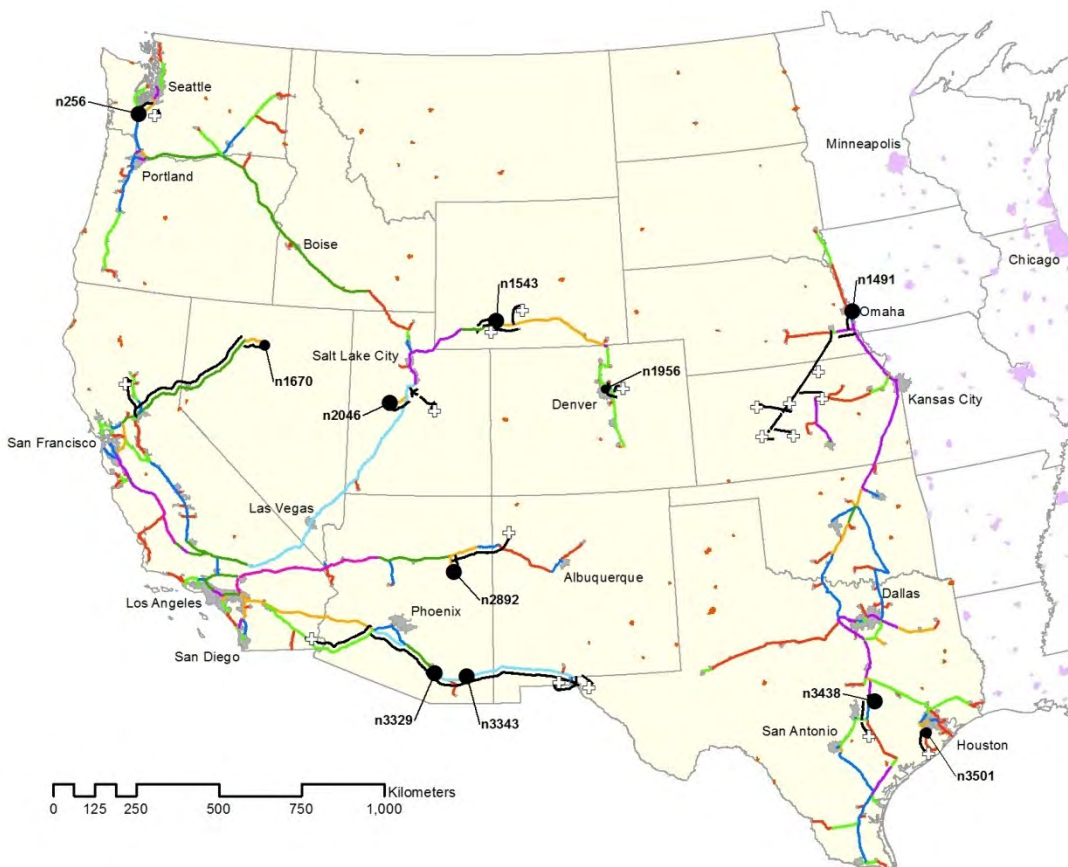 Seattle
n256
Minneapolis
Portland
Boise
Chicago
n1543
n1491
Omaha
Salt Lake City
n1670
n1956
Denver
n2046
Kansas City
San Francisco
Las Vegas
Albuquerque
n2892
Dallas
Los Angeles
Phoenix
San Diego
n3329
n3343
n3438
San Antonio
Houston
n3501
Kilometers
0 125 250 500 750 1,000